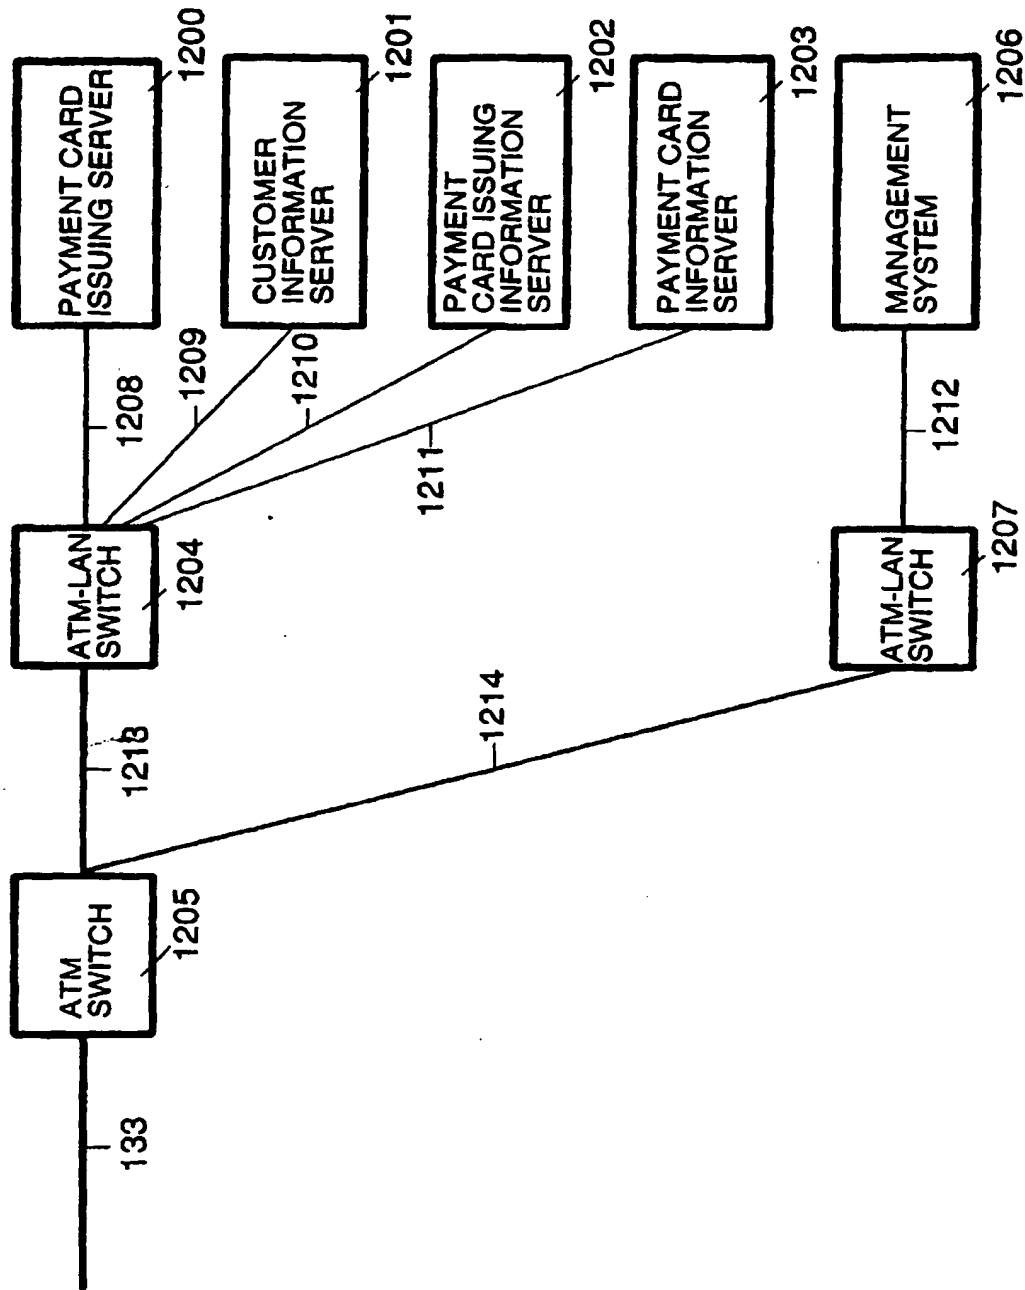 PAYMENT CARD
ISSUING SERVER
1200
CUSTOMER
INFORMATION
SERVER
1201
PAYMENT
CARD ISSUING
INFORMATION
SERVER
1202
PAYMENT CARD
INFORMATION
SERVER
1203
MANAGEMENT
SYSTEM
1206
1208
1209
1210
1211
1212
ATM-LAN
SWITCH
1204
ATM-LAN
SWITCH
1207
1213
1214
ATM
SWITCH
1205
133